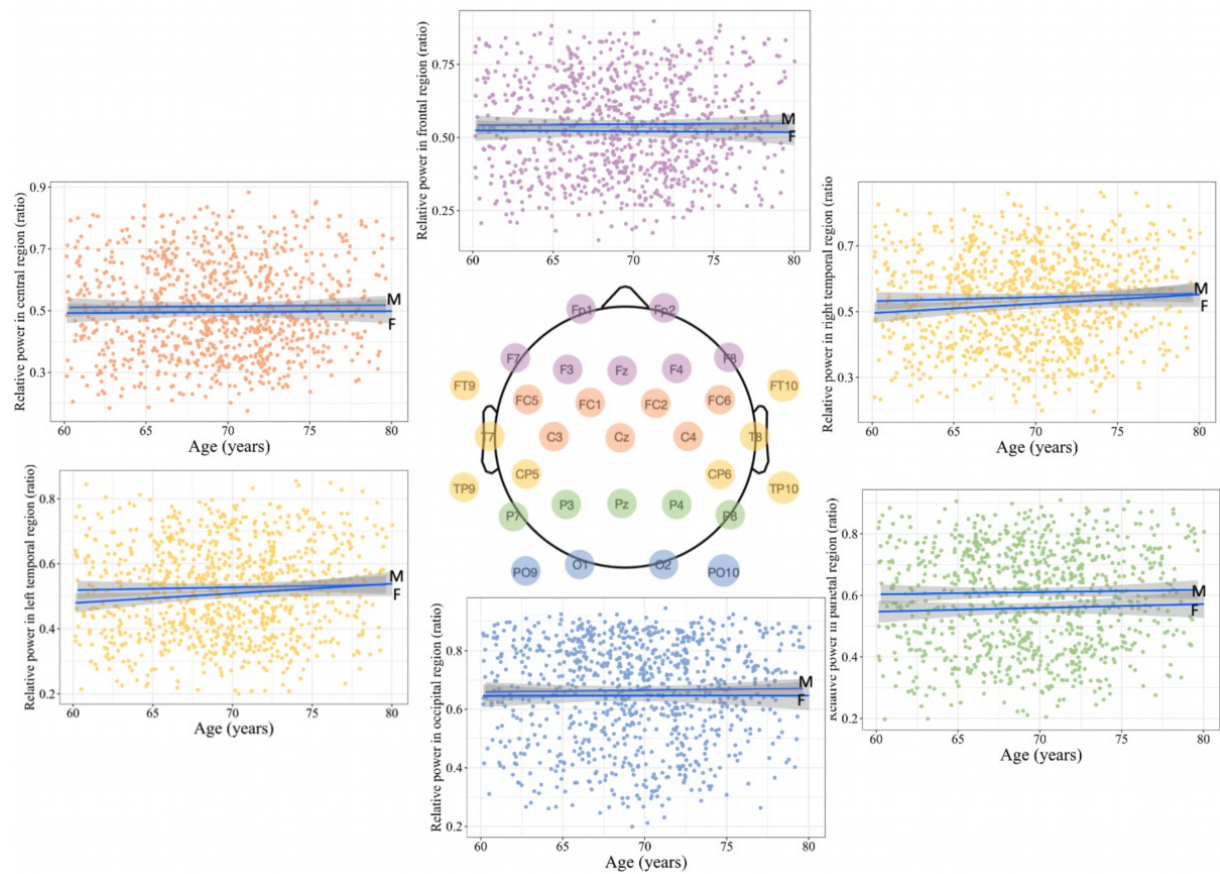 Relative power in frontal region (ratio)
0.75
0.50
0.25
M
F
60
65
70
75
80
Age (years)
Relative power in central region (ratio)
0.9
0.7
0.5
0.3
M
F
60
65
70
75
80
Age (years)
Relative power in right temporal region (ratio)
0.7
0.5
0.3
M
F
60
65
70
75
80
Age (years)
Fp1 Fp2
F7 F3 Fz F4 F8
FT9 FC5 FC1 FC2 FC6 FT10
T7 C3 Cz C4 T8
TP9 CP5 CP6 TP10
P7 P3 Pz P4 P8
PO9 O1 O2 PO10
Relative power in left temporal region (ratio)
0.8
0.6
0.4
0.2
M
F
60
65
70
75
80
Age (years)
Relative power in occipital region (ratio)
0.8
0.6
0.4
0.2
M
F
60
65
70
75
80
Age (years)
Relative power in parietal region (ratio)
0.8
0.6
0.4
0.2
M
F
60
65
70
75
80
Age (years)